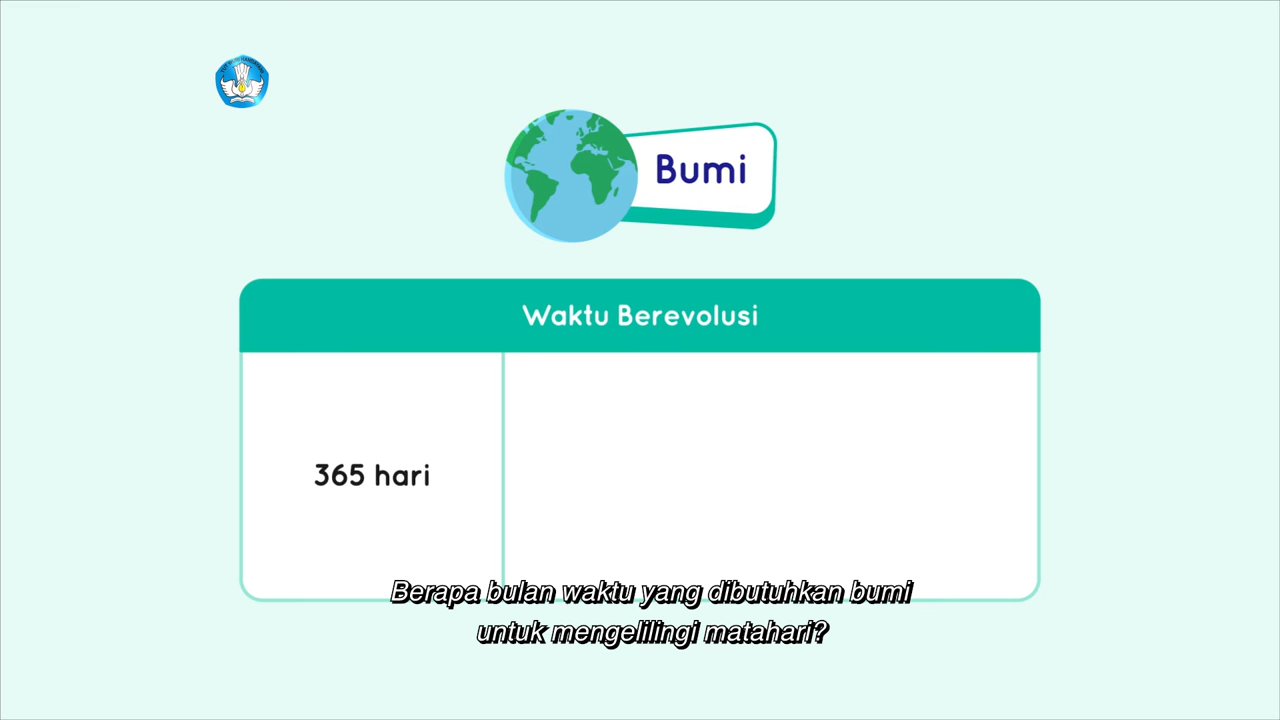 Bumi
Waktu Berevolusi
365 hari
Berapa bulan waktu yang dibutuhkan bumi
untuk mengelilingi matahari?